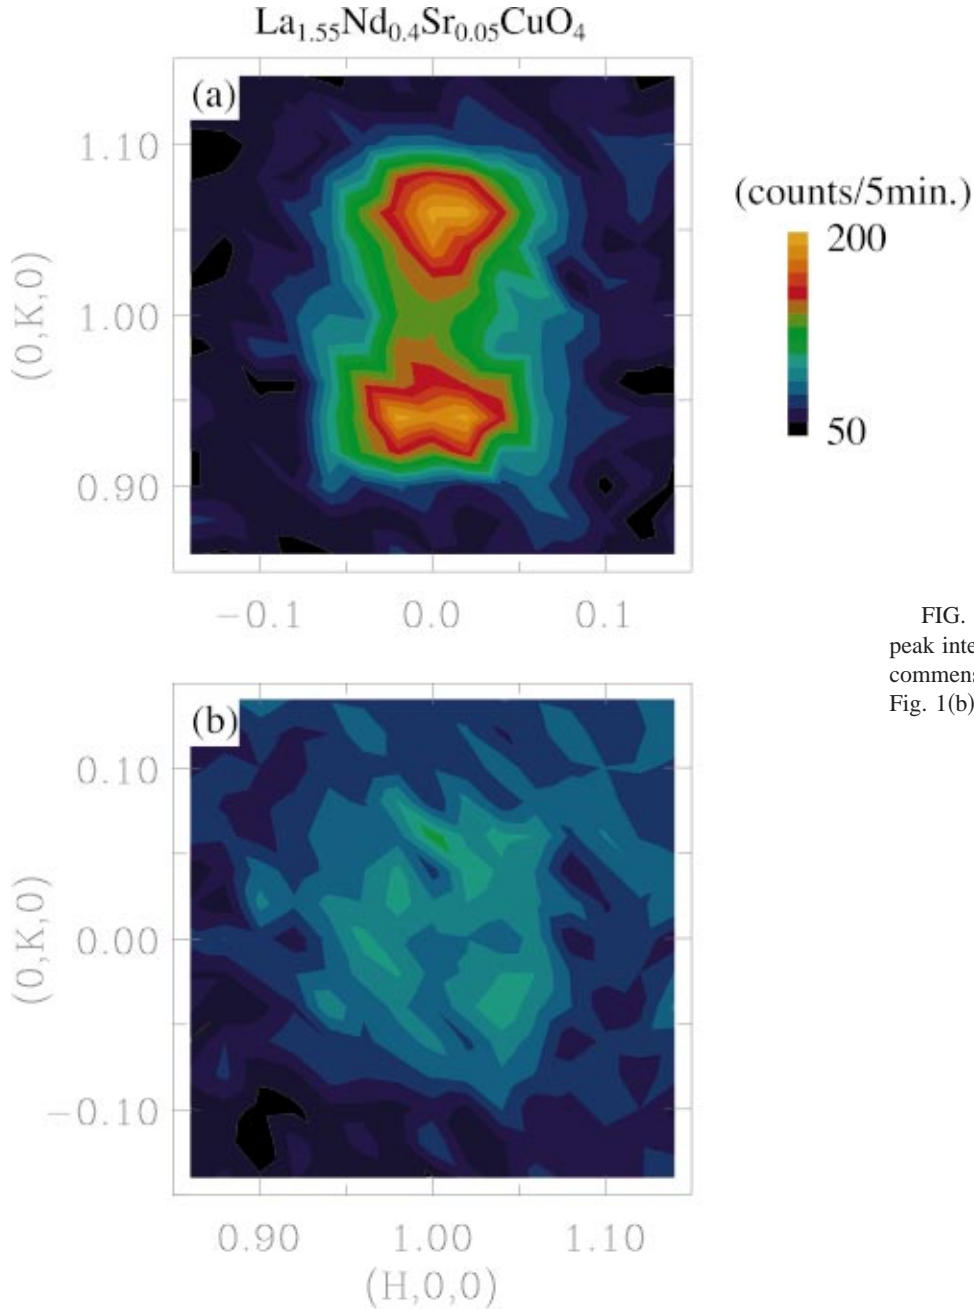 La1.55Nd0.4Sr0.05CuO4
(a)
1.10
1.00
0.90
(0,K,0)
−0.1 0.0 0.1
(counts/5min.)
200
50
FIG.
peak inte
commens
Fig. 1(b)
(b)
0.10
0.00
−0.10
(0,K,0)
0.90 1.00 1.10
(H,0,0)